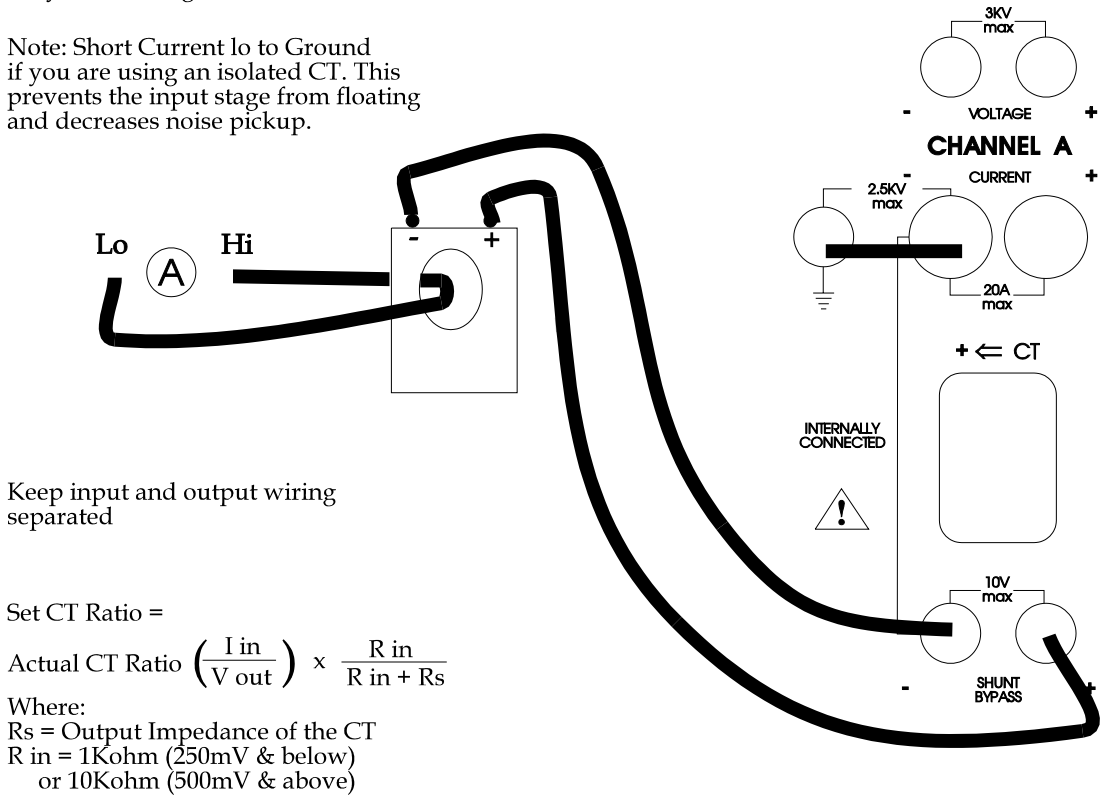 Note: Short Current lo to Ground
if you are using an isolated CT. This
prevents the input stage from floating
and decreases noise pickup.
3KV
max
- VOLTAGE +
CHANNEL A
- CURRENT +
2.5KV
max
20A
max
Lo A Hi
- +
+ ⇐ CT
INTERNALLY
CONNECTED
!
Keep input and output wiring
separated
10V
max
- SHUNT +
BYPASS
Set CT Ratio =
Actual CT Ratio (I in / V out) x R in / R in + Rs
Where:
Rs = Output Impedance of the CT
R in = 1Kohm (250mV & below)
or 10Kohm (500mV & above)